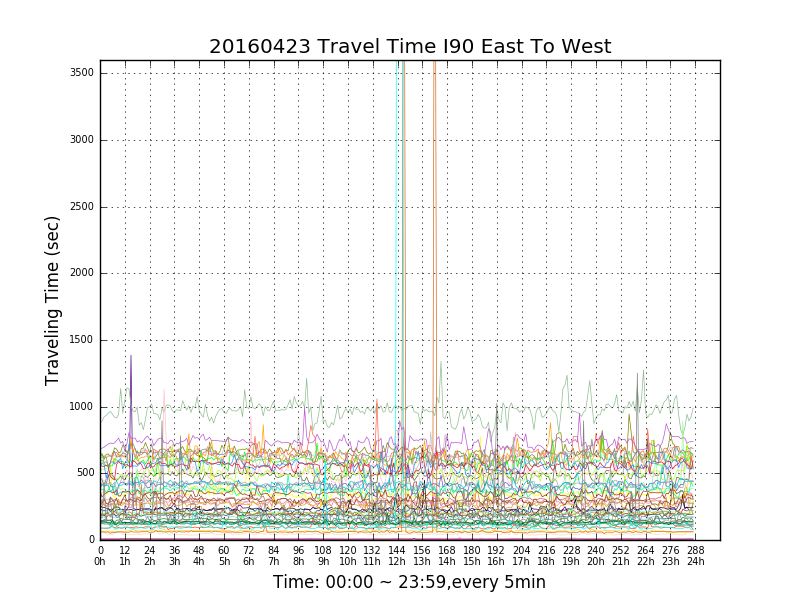 20160423 Travel Time I90 East To West
Traveling Time (sec)
3500
3000
2500
2000
1500
1000
500
0
0 12 24 36 48 60 72 84 96 108 120 132 144 156 168 180 192 204 216 228 240 252 264 276 288
0h 1h 2h 3h 4h 5h 6h 7h 8h 9h 10h 11h 12h 13h 14h 15h 16h 17h 18h 19h 20h 21h 22h 23h 24h
Time: 00:00 ~ 23:59,every 5min